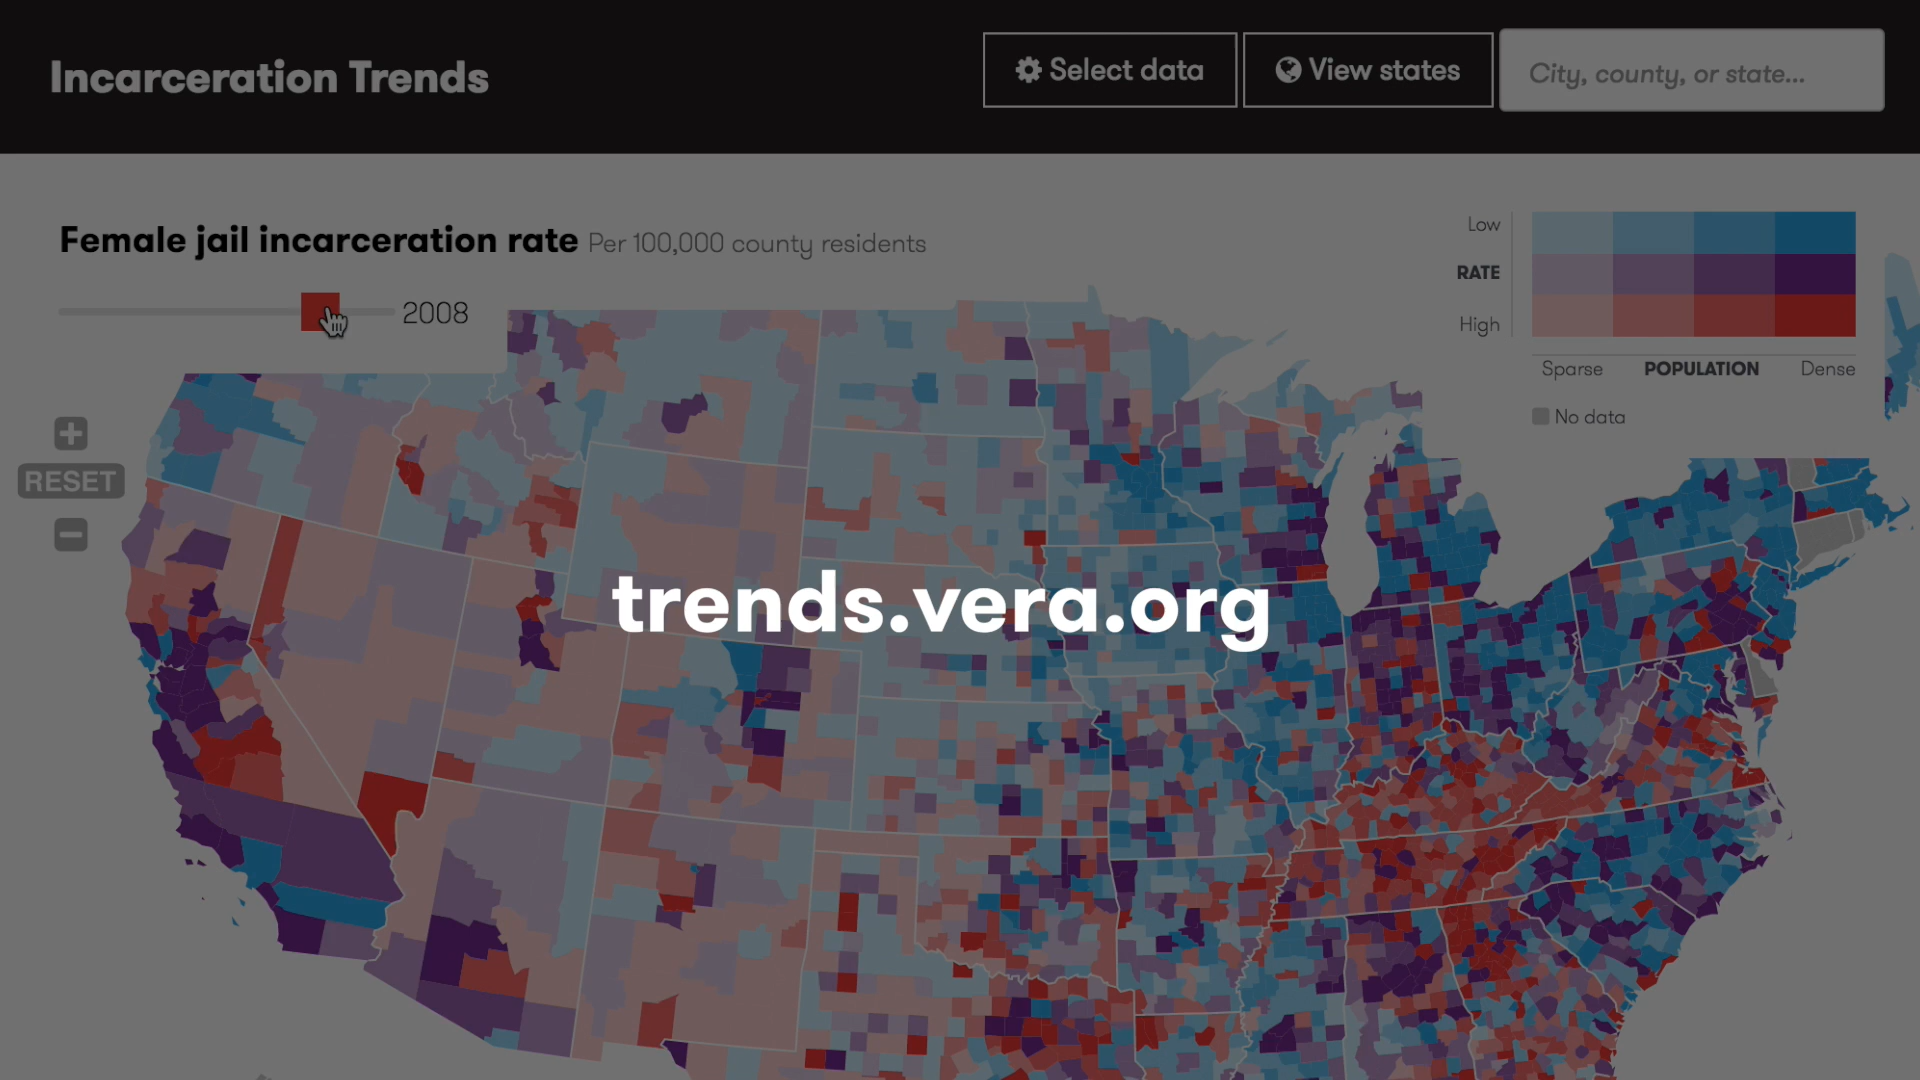 Incarceration Trends
Select data
View states
City, county, or state...
Female jail incarceration rate Per 100,000 county residents
2008
Low
RATE
High
Sparse POPULATION Dense
No data
+
RESET
−
trends.vera.org